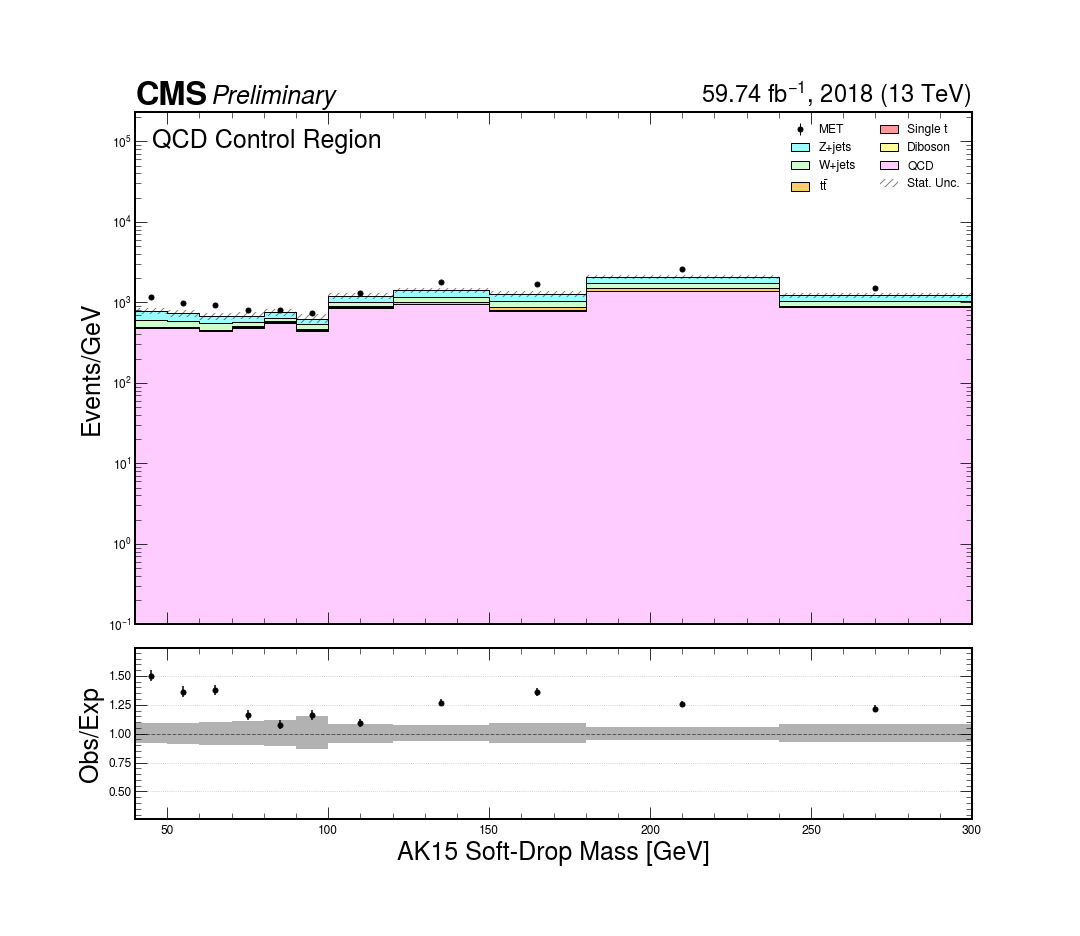 CMS Preliminary
59.74 fb⁻¹, 2018 (13 TeV)
QCD Control Region
MET
Z+jets
W+jets
tt̄
Single t
Diboson
QCD
Stat. Unc.
Events/GeV
10⁵
10⁴
10³
10²
10¹
10⁰
10⁻¹
Obs/Exp
1.50
1.25
1.00
0.75
0.50
50 100 150 200 250 300
AK15 Soft-Drop Mass [GeV]